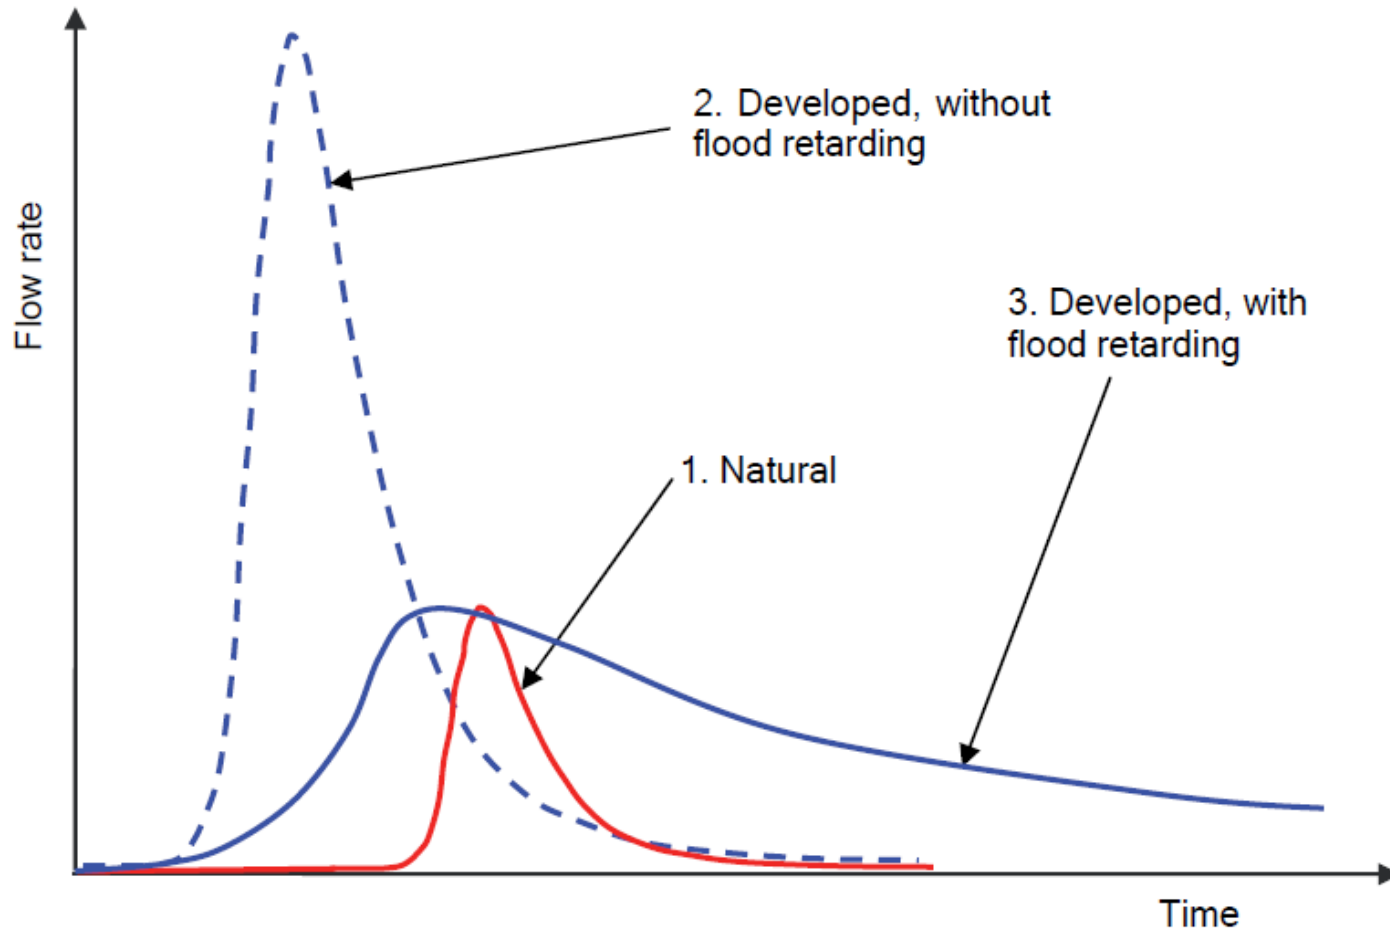 2. Developed, without
flood retarding
Flow rate
3. Developed, with
flood retarding
1. Natural
Time